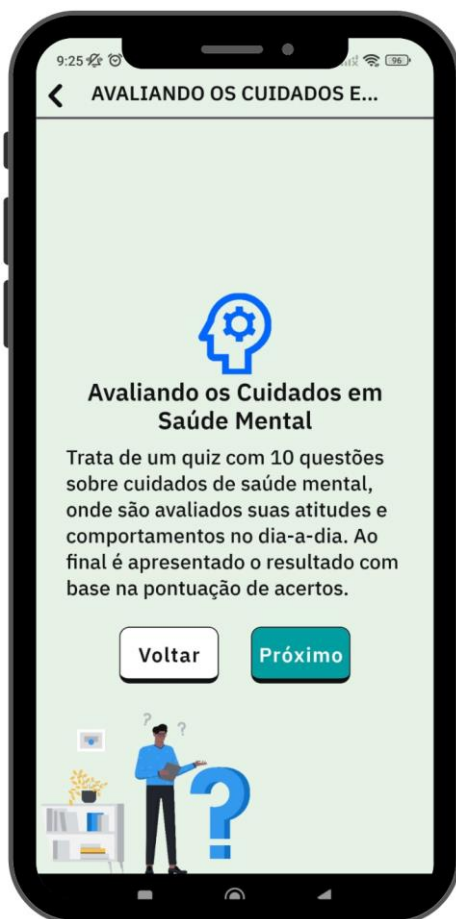 9:25
96
AVALIANDO OS CUIDADOS E...
Avaliando os Cuidados em
Saúde Mental
Trata de um quiz com 10 questões
sobre cuidados de saúde mental,
onde são avaliados suas atitudes e
comportamentos no dia-a-dia. Ao
final é apresentado o resultado com
base na pontuação de acertos.
Voltar
Próximo
? ?
?